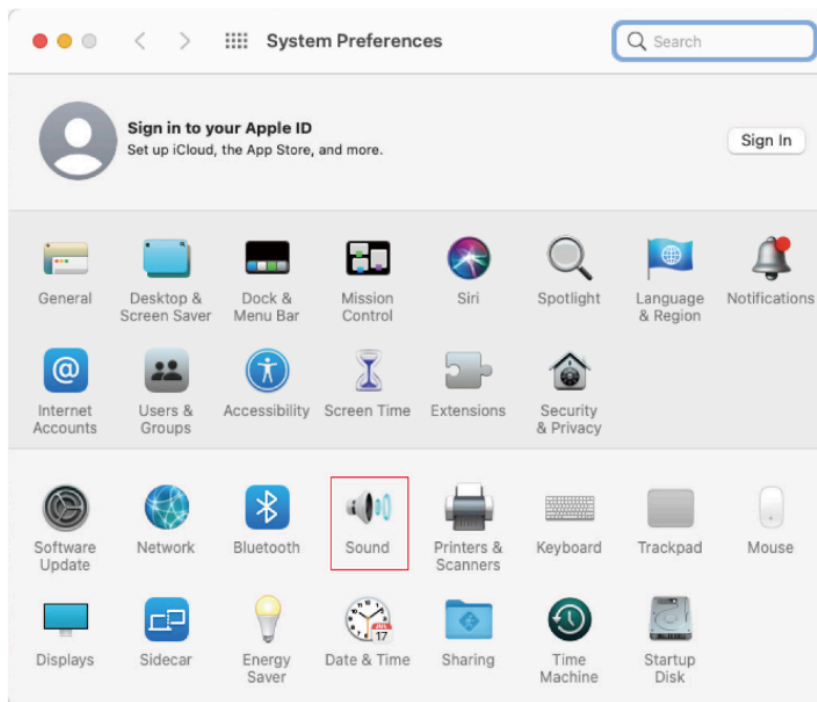 System Preferences
Search
Sign in to your Apple ID
Set up iCloud, the App Store, and more.
Sign In
General
Desktop &
Screen Saver
Dock &
Menu Bar
Mission
Control
Siri
Spotlight
Language
& Region
Notifications
Internet
Accounts
Users &
Groups
Accessibility
Screen Time
Extensions
Security
& Privacy
Software
Update
Network
Bluetooth
Sound
Printers &
Scanners
Keyboard
Trackpad
Mouse
Displays
Sidecar
Energy
Saver
JUL
17
Date & Time
Sharing
Time
Machine
Startup
Disk